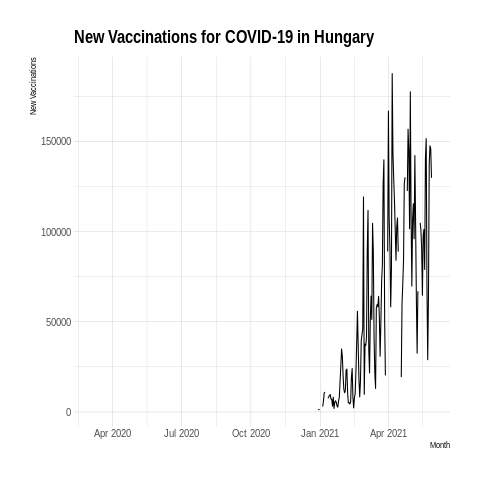 New Vaccinations for COVID-19 in Hungary
New Vaccinations
150000
100000
50000
0
Apr 2020 Jul 2020 Oct 2020 Jan 2021 Apr 2021
Month